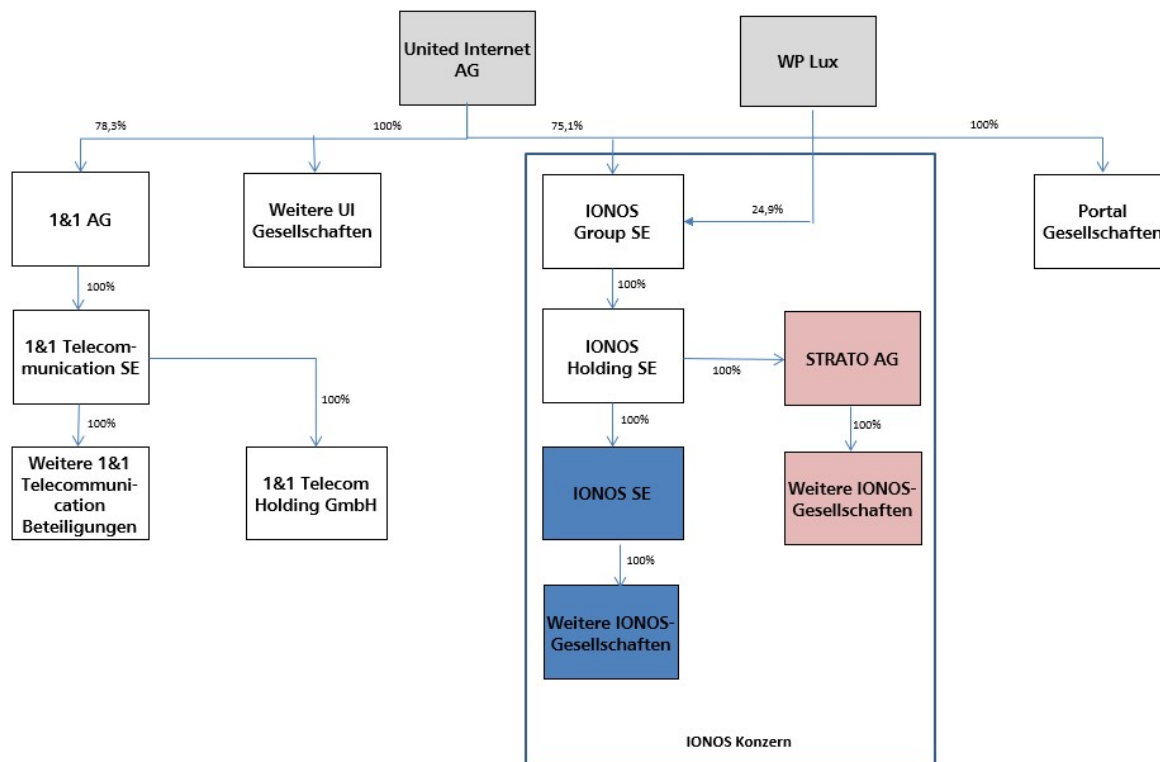 United Internet
AG
WP Lux
78,3%
100%
75,1%
100%
1&1 AG
Weitere UI
Gesellschaften
IONOS
Group SE
24,9%
Portal
Gesellschaften
100%
100%
1&1 Telecom-
munication SE
IONOS
Holding SE
100%
STRATO AG
100%
100%
100%
100%
Weitere 1&1
Telecommuni-
cation
Beteiligungen
1&1 Telecom
Holding GmbH
IONOS SE
Weitere IONOS-
Gesellschaften
100%
Weitere IONOS-
Gesellschaften
IONOS Konzern